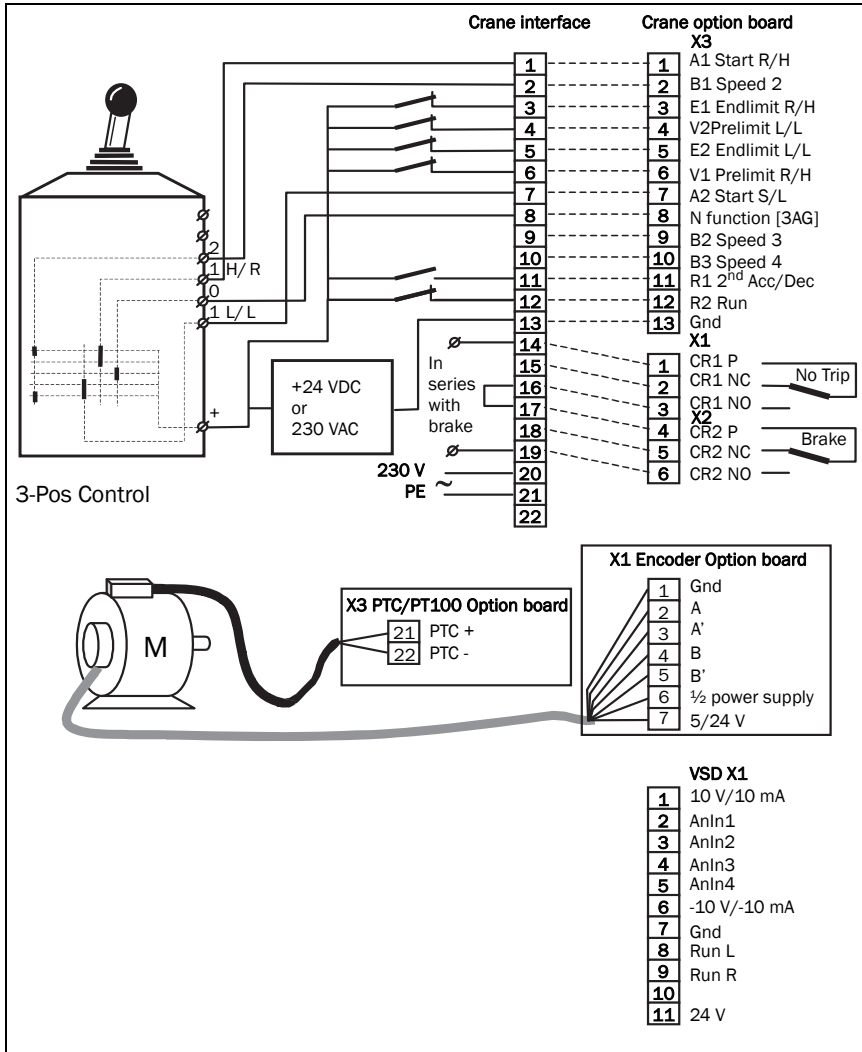 Crane interface
Crane option board
X3
1 1 A1 Start R/H
2 2 B1 Speed 2
3 3 E1 Endlimit R/H
4 4 V2Prelimit L/L
5 5 E2 Endlimit L/L
6 6 V1 Prelimit R/H
7 7 A2 Start S/L
8 8 N function [3AG]
9 9 B2 Speed 3
10 10 B3 Speed 4
11 11 R1 2nd Acc/Dec
12 12 R2 Run
13 13 Gnd
X1
14
15 1 CR1 P
16 2 CR1 NC No Trip
17 3 CR1 NO
X2
18 4 CR2 P
19 5 CR2 NC Brake
20 6 CR2 NO
21
22
2
1 H/R
0
1 L/L
+
+24 VDC
or
230 VAC
In
series
with
brake
230 V
PE ~
3-Pos Control
X1 Encoder Option board
1 Gnd
2 A
3 A'
4 B
5 B'
6 ½ power supply
7 5/24 V
X3 PTC/PT100 Option board
21 PTC +
22 PTC -
M
VSD X1
1 10 V/10 mA
2 AnIn1
3 AnIn2
4 AnIn3
5 AnIn4
6 -10 V/-10 mA
7 Gnd
8 Run L
9 Run R
10
11 24 V